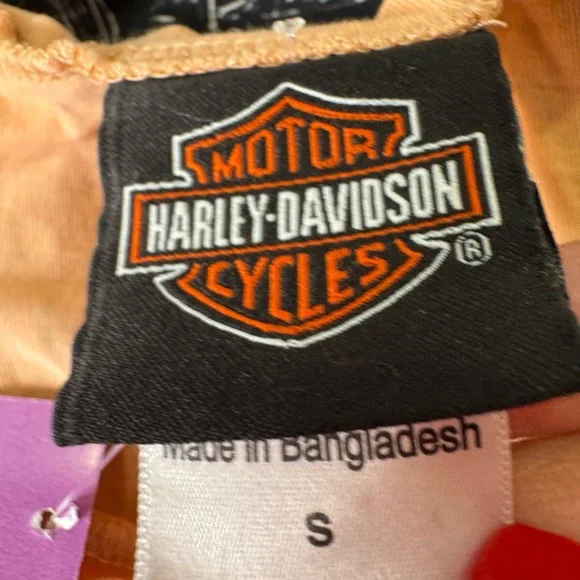 MOTOR
HARLEY-DAVIDSON
CYCLES
®
Made in Bangladesh
S